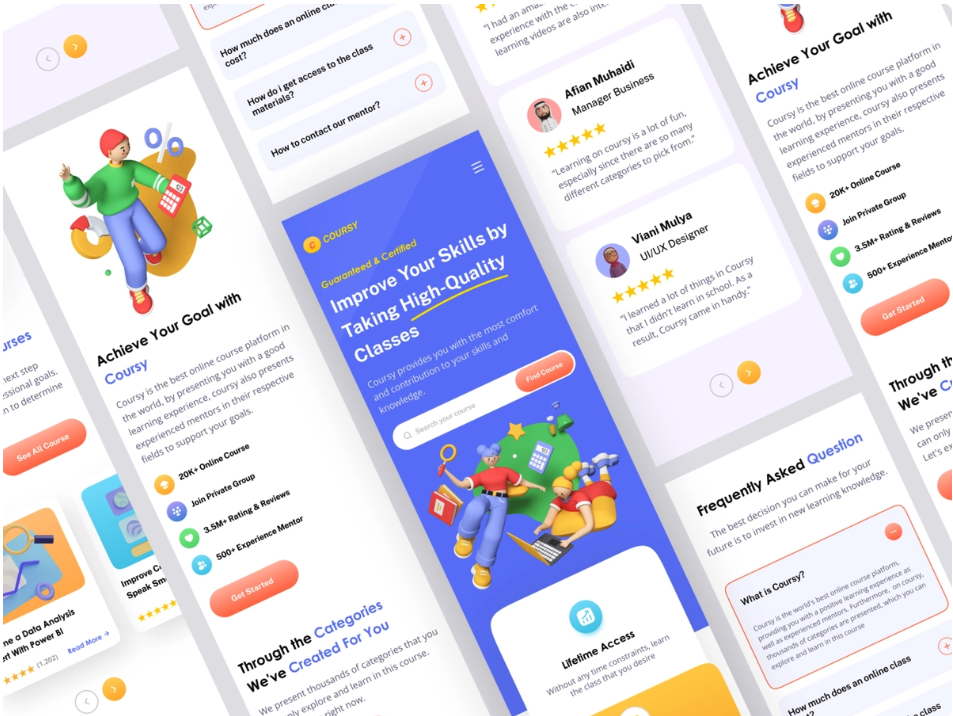 urses
next step
essional goals.
n to determine
See All Course
ne a Data Analysis
ert With Power BI
(1.202)
Read More →
Improve C
Speak Sm
Achieve Your Goal with
Coursy
Coursy is the best online course platform in
the world, by presenting you with a good
learning experience, coursy also presents
experienced mentors in their respective
fields to support your goals.
20K+ Online Course
Join Private Group
3.5M+ Rating & Reviews
500+ Experience Mentor
Get Started
Through the Categories
We've Created For You
We present thousands of categories that you
nly explore and learn in this course.
right now.
How much does an online cla
cost?
How do i get access to the class
materials?
How to contact our mentor?
C COURSY
Guaranteed & Certified
Improve Your Skills by
Taking High-Quality
Classes
Coursy provides you with the most comfort
and contribution to your skills and
knowledge.
Search your course
Find Course
Lifetime Access
Without any time constraints, learn
the class that you desire
"I had an amaz
experience with the c
learning videos are also inte
Afian Muhaidi
Manager Business
"Learning on coursy is a lot of fun,
especially since there are so many
different categories to pick from."
Viani Mulya
UI/UX Designer
"I learned a lot of things in Coursy
that I didn't learn in school. As a
result, Coursy came in handy."
Frequently Asked Question
The best decision you can make for your
future is to invest in new learning knowledge.
What is Coursy?
Coursy is the world's best online course platform,
providing you with a positive learning experience as
well as experienced mentors. Furthermore, on coursy,
thousands of categories are presented, which you can
explore and learn in this course
How much does an online class
t?
e class
Achieve Your Goal with
Coursy
Coursy is the best online course platform in
the world, by presenting you with a good
learning experience, coursy also presents
experienced mentors in their respective
fields to support your goals.
20K+ Online Course
Join Private Group
3.5M+ Rating & Reviews
500+ Experience Mento
Get Started
Through th
We've C
We presen
can only
Let's ex